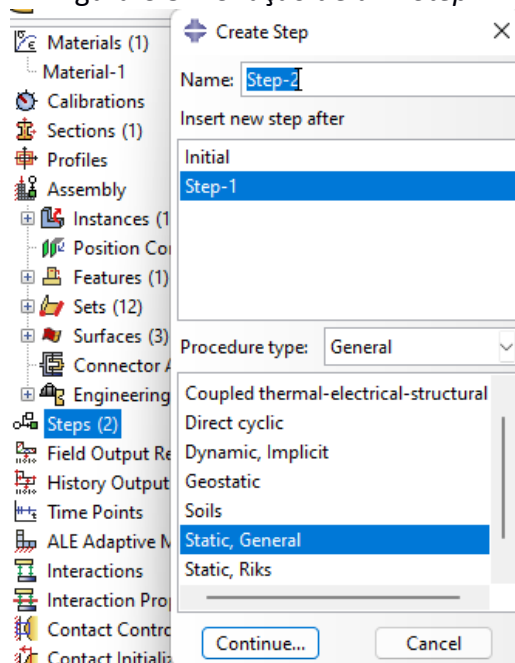 Materials (1)
Material-1
Calibrations
Sections (1)
Profiles
Assembly
Instances (1
Position Co
Features (1)
Sets (12)
Surfaces (3)
Connector A
Engineering
Steps (2)
Field Output Re
History Output
Time Points
ALE Adaptive M
Interactions
Interaction Pro
Contact Contro
Contact Initializ
Create Step
Name: Step-2
Insert new step after
Initial
Step-1
Procedure type: General
Coupled thermal-electrical-structural
Direct cyclic
Dynamic, Implicit
Geostatic
Soils
Static, General
Static, Riks
Continue...
Cancel